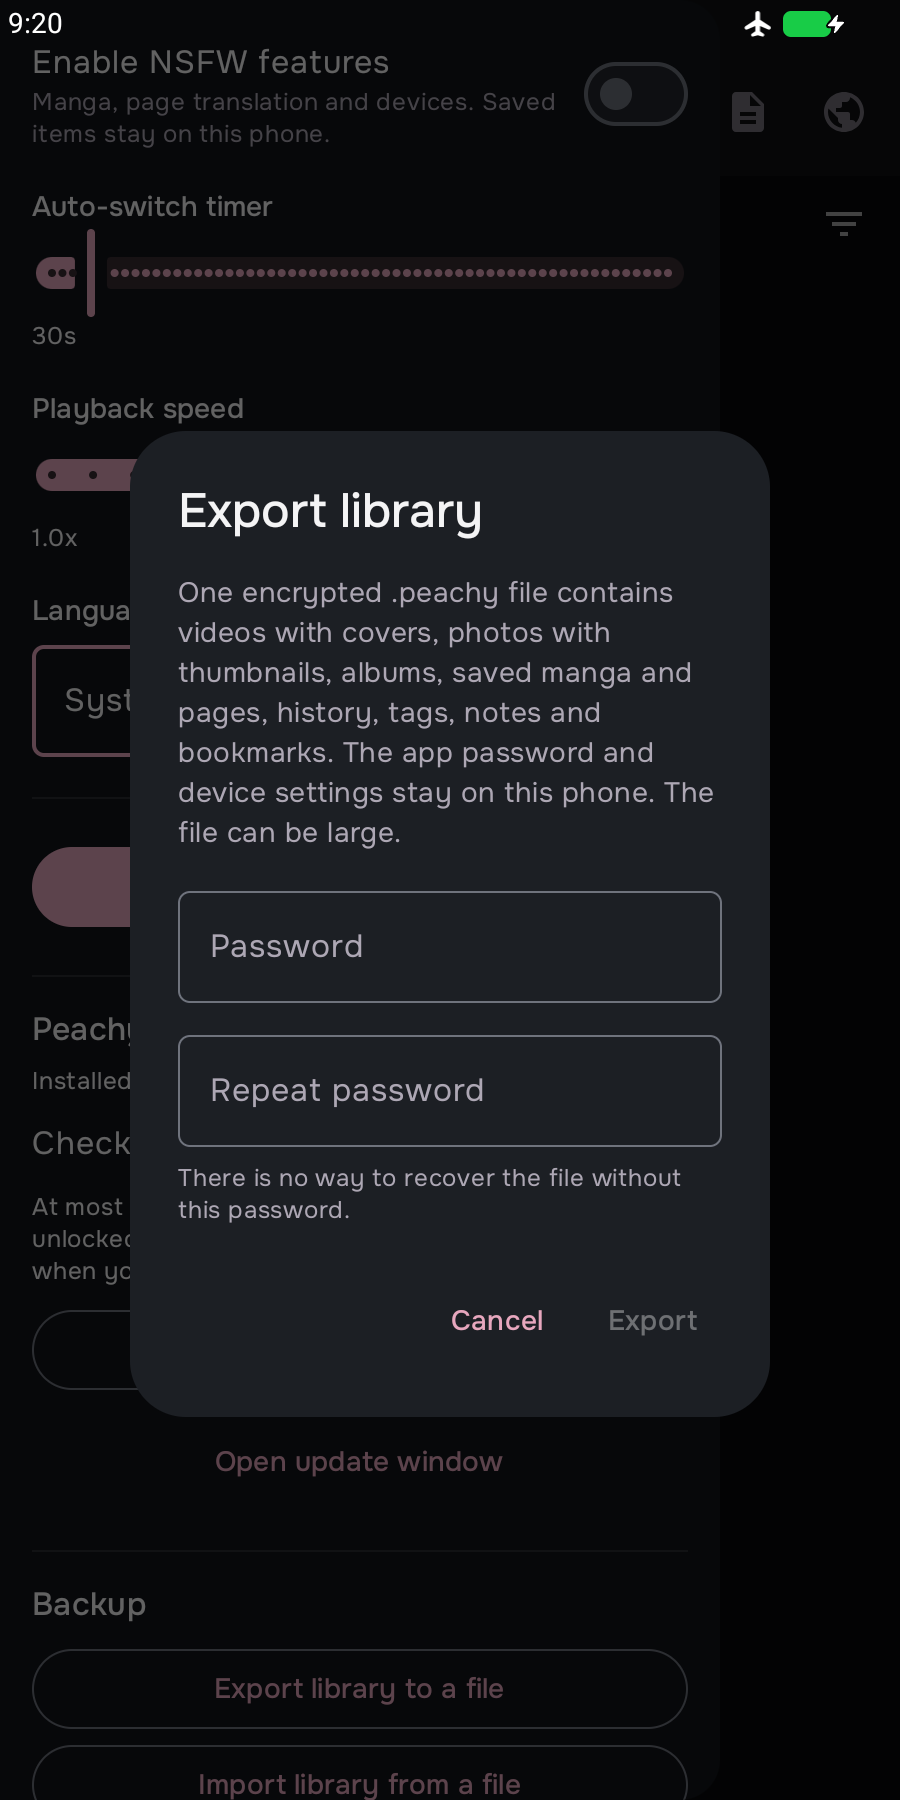 9:20
Enable NSFW features
Manga, page translation and devices. Saved
items stay on this phone.
Auto-switch timer
30s
Playback speed
1.0x
Langua
Syst
Export library
One encrypted .peachy file contains
videos with covers, photos with
thumbnails, albums, saved manga and
pages, history, tags, notes and
bookmarks. The app password and
device settings stay on this phone. The
file can be large.
Password
Repeat password
There is no way to recover the file without
this password.
Cancel
Export
Peachy
Installed
Check
At most
unlocked
when yo
Open update window
Backup
Export library to a file
Import library from a file